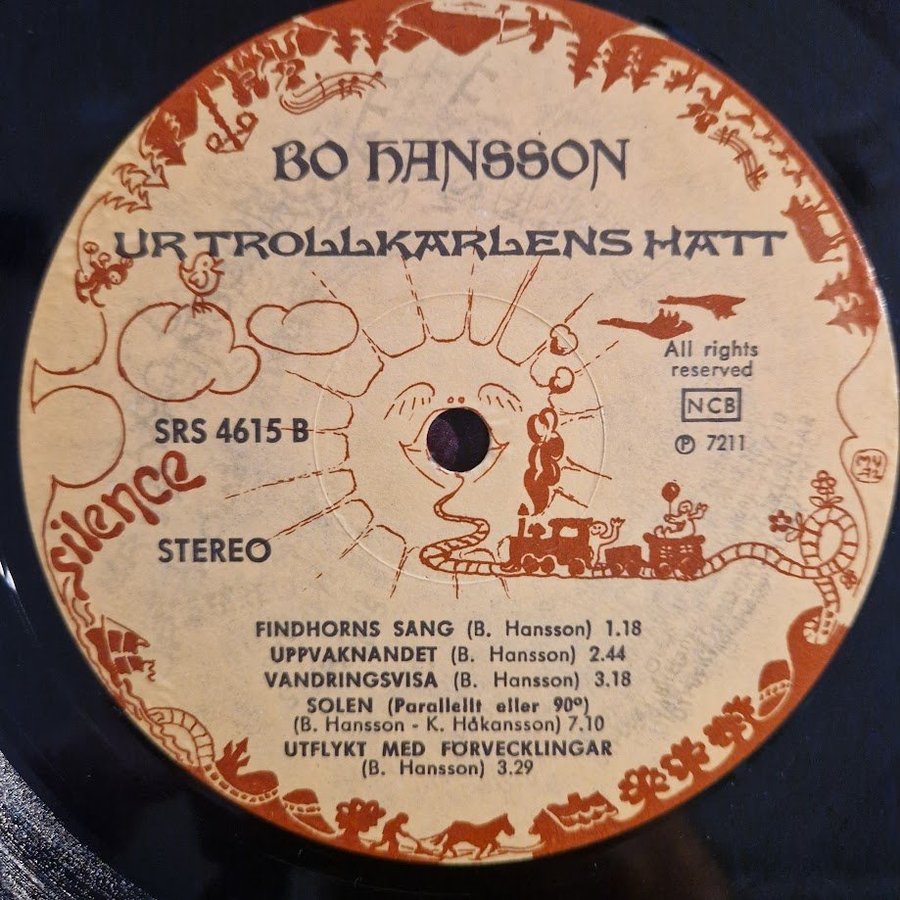 BO HANSSON
UR TROLLKARLENS HATT
All rights
reserved
NCB
SRS 4615 B
Ⓟ 7211
silence
STEREO
FINDHORNS SANG (B. Hansson) 1.18
UPPVAKNANDET (B. Hansson) 2.44
VANDRINGSVISA (B. Hansson) 3.18
SOLEN (Parallellt eller 90°)
(B. Hansson - K. Håkansson) 7.10
UTFLYKT MED FÖRVECKLINGAR
(B. Hansson) 3.29